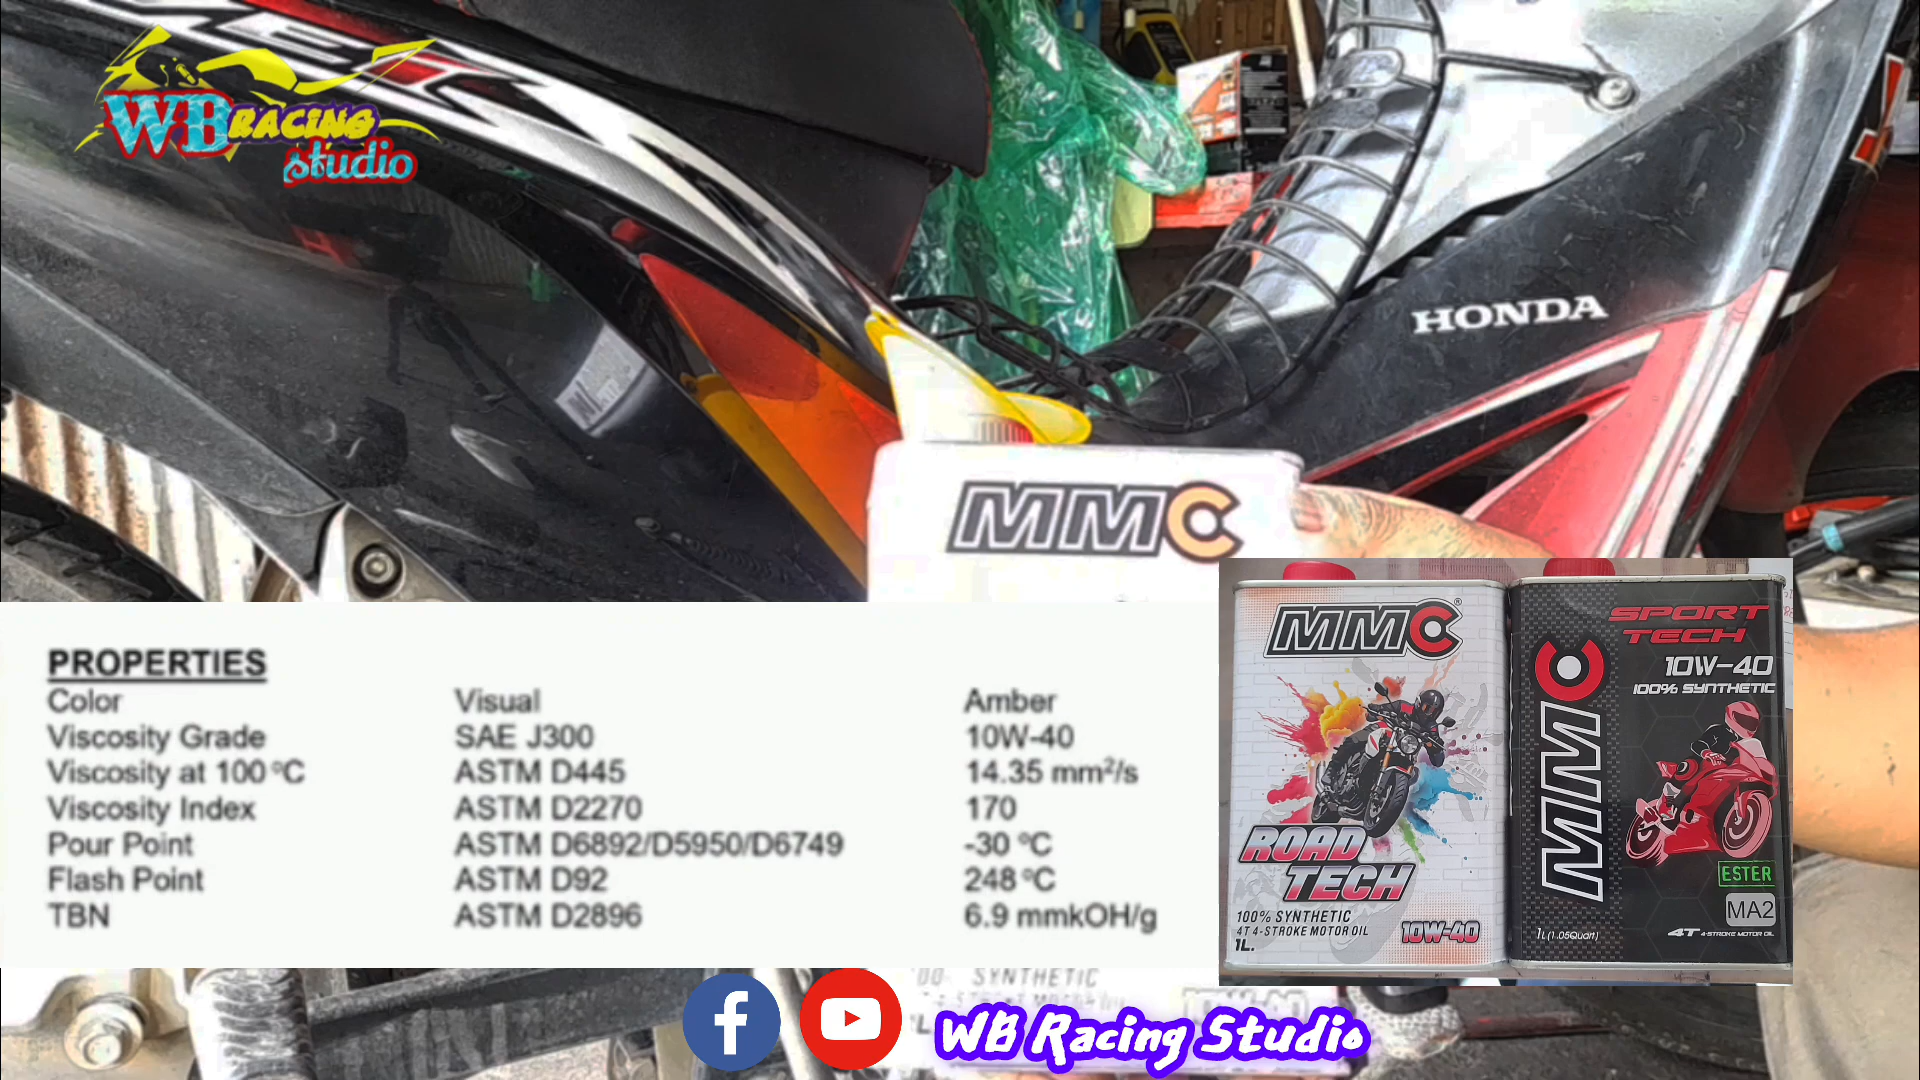 WB RACING
studio
HONDA
MMC
PROPERTIES
Color Visual Amber
Viscosity Grade SAE J300 10W-40
Viscosity at 100 ºC ASTM D445 14.35 mm²/s
Viscosity Index ASTM D2270 170
Pour Point ASTM D6892/D5950/D6749 -30 ºC
Flash Point ASTM D92 248 ºC
TBN ASTM D2896 6.9 mmkOH/g
MMC®
ROAD
TECH
100% SYNTHETIC
4T 4-STROKE MOTOR OIL
1L.
10W-40
SPORT
TECH
10W-40
100% SYNTHETIC
MMC
ESTER
MA2
1L (1.05Quart)
4T 4-STROKE MOTOR OIL
SYNTHETIC
WB Racing Studio